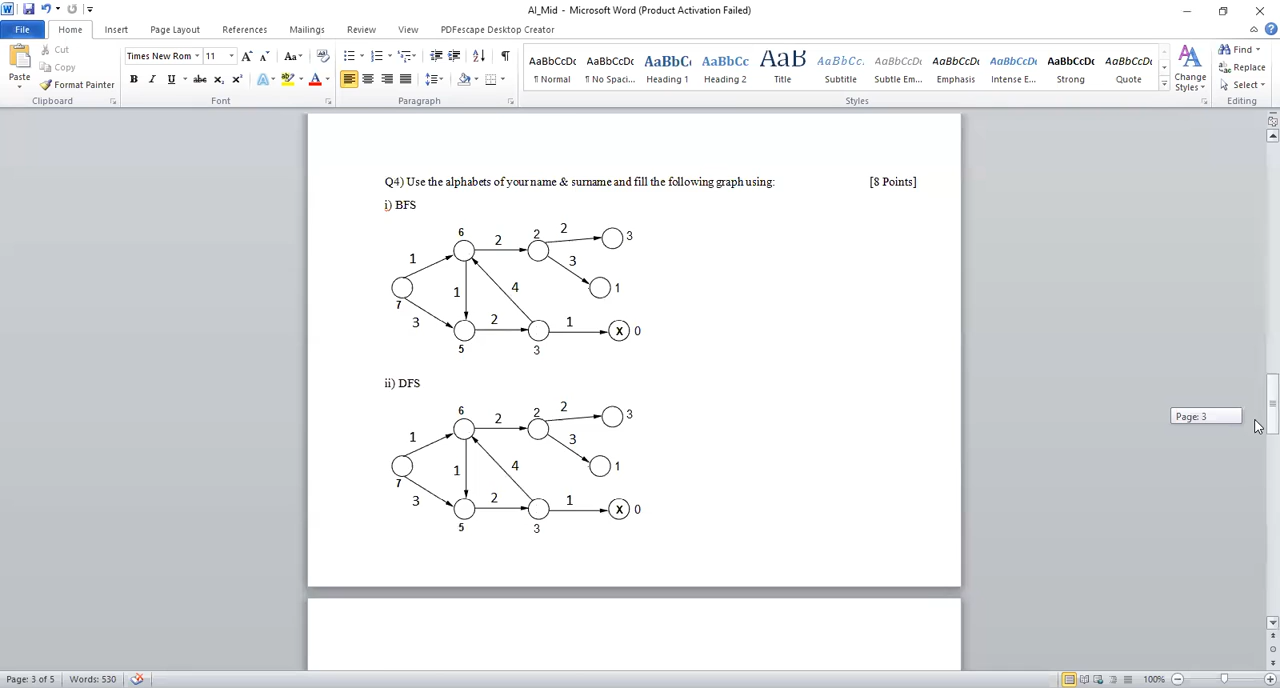 AI_Mid - Microsoft Word (Product Activation Failed)
File Home Insert Page Layout References Mailings Review View PDFescape Desktop Creator
Cut
Copy
Paste
Format Painter
Clipboard
Times New Rom 11
Font
Paragraph
AaBbCcDc AaBbCcDc AaBbC AaBbCc AaB AaBbCc. AaBbCcDc AaBbCcDc AaBbCcDc AaBbCcDc AaBbCcDc
¶ Normal ¶ No Spaci... Heading 1 Heading 2 Title Subtitle Subtle Em... Emphasis Intense E... Strong Quote
Change Styles
Styles
Find
Replace
Select
Editing
Q4) Use the alphabets of your name & surname and fill the following graph using: [8 Points]
i) BFS
6 2 2 2 3
1 3
7 1 4 1
3 2 1 X 0
5 3
ii) DFS
6 2 2 2 3
1 3
7 1 4 1
3 2 1 X 0
5 3
Page: 3
Page: 3 of 5 Words: 530 100%